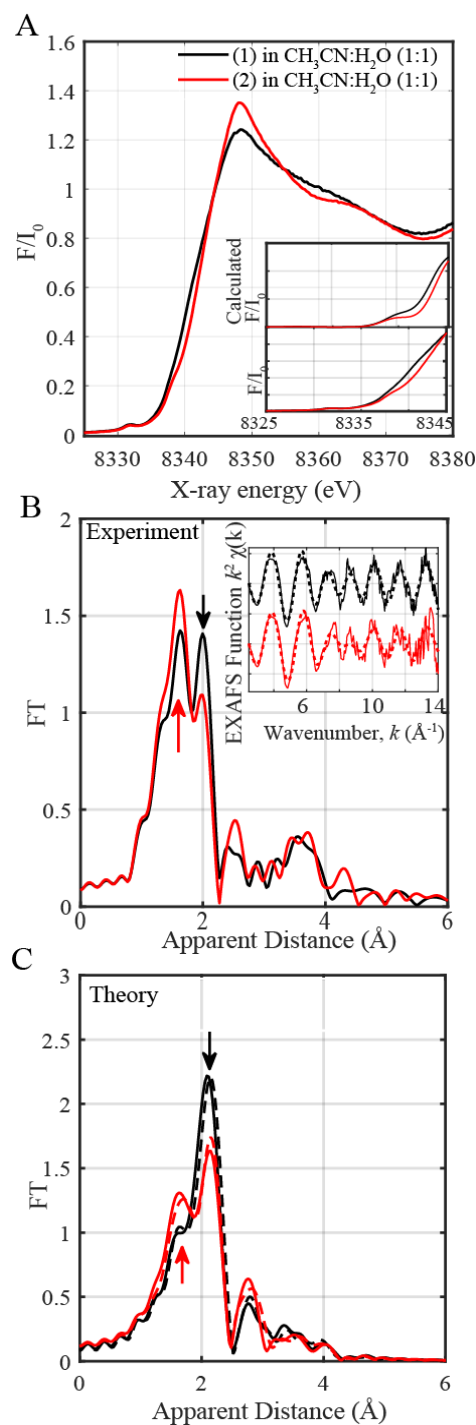 A
1.6
1.4
1.2
1
0.8
0.6
0.4
0.2
0
F/I₀
(1) in CH₃CN:H₂O (1:1)
(2) in CH₃CN:H₂O (1:1)
Calculated
F/I₀
F/I₀
8325 8335 8345
8330 8340 8350 8360 8370 8380
X-ray energy (eV)
B
FT
2
1.5
1
0.5
0
FT
Experiment
EXAFS Function k² χ(k)
6 8 10 12 14
Wavenumber, k (Å⁻¹)
0 2 4 6
Apparent Distance (Å)
C
3
2.5
2
1.5
1
0.5
0
FT
Theory
0 2 4 6
Apparent Distance (Å)